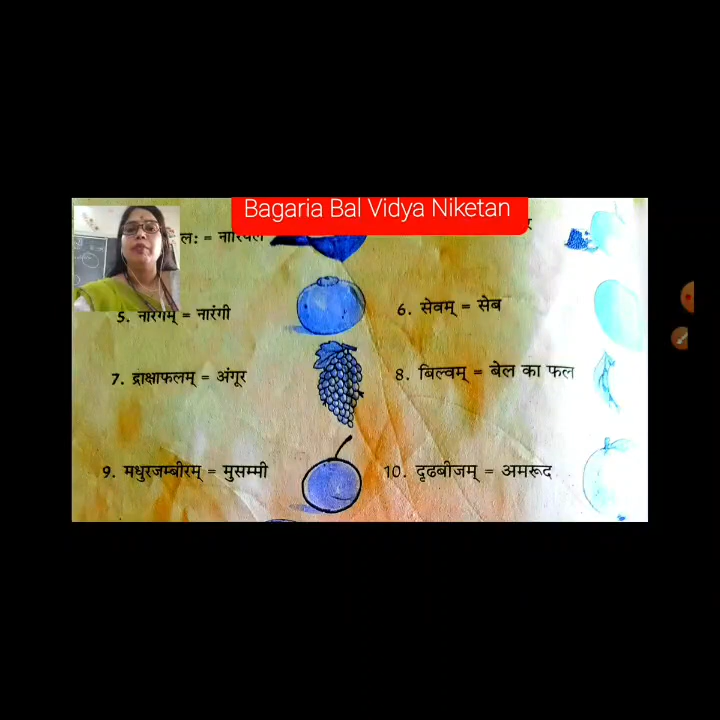 Bagaria Bal Vidya Niketan
लः = नारियल
5. नारंगम् = नारंगी
6. सेवम् = सेब
7. द्राक्षाफलम् = अंगूर
8. बिल्वम् = बेल का फल
9. मधुरजम्बीरम् = मुसम्मी
10. दृढबीजम् = अमरूद